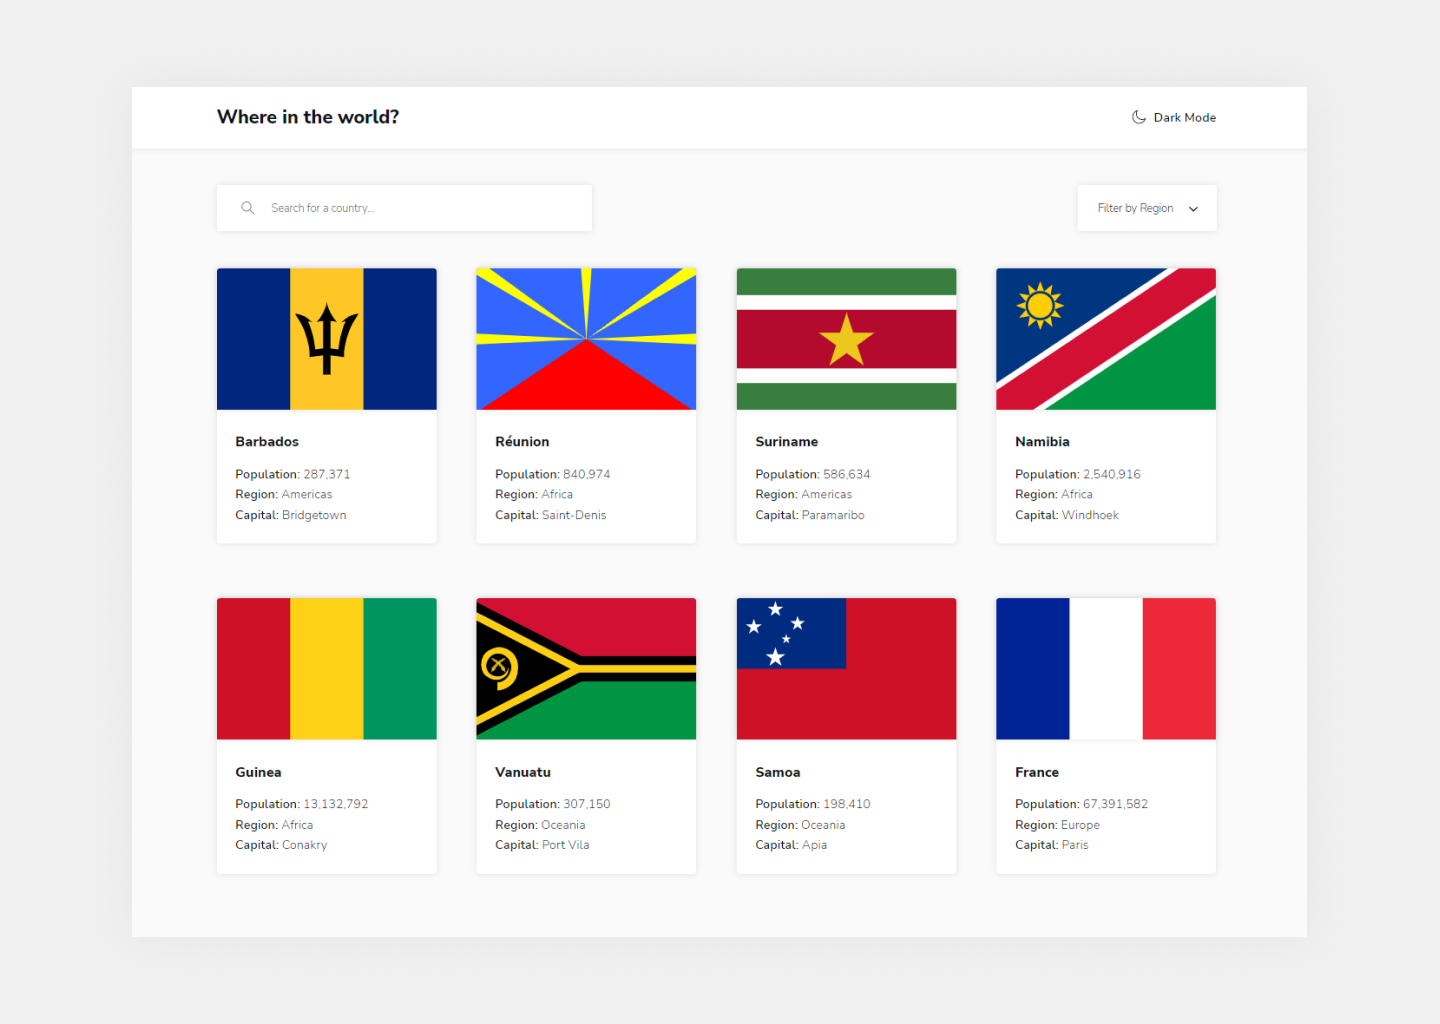 Where in the world?
Dark Mode
Search for a country...
Filter by Region
Barbados
Population: 287,371
Region: Americas
Capital: Bridgetown
Réunion
Population: 840,974
Region: Africa
Capital: Saint-Denis
Suriname
Population: 586,634
Region: Americas
Capital: Paramaribo
Namibia
Population: 2,540,916
Region: Africa
Capital: Windhoek
Guinea
Population: 13,132,792
Region: Africa
Capital: Conakry
Vanuatu
Population: 307,150
Region: Oceania
Capital: Port Vila
Samoa
Population: 198,410
Region: Oceania
Capital: Apia
France
Population: 67,391,582
Region: Europe
Capital: Paris